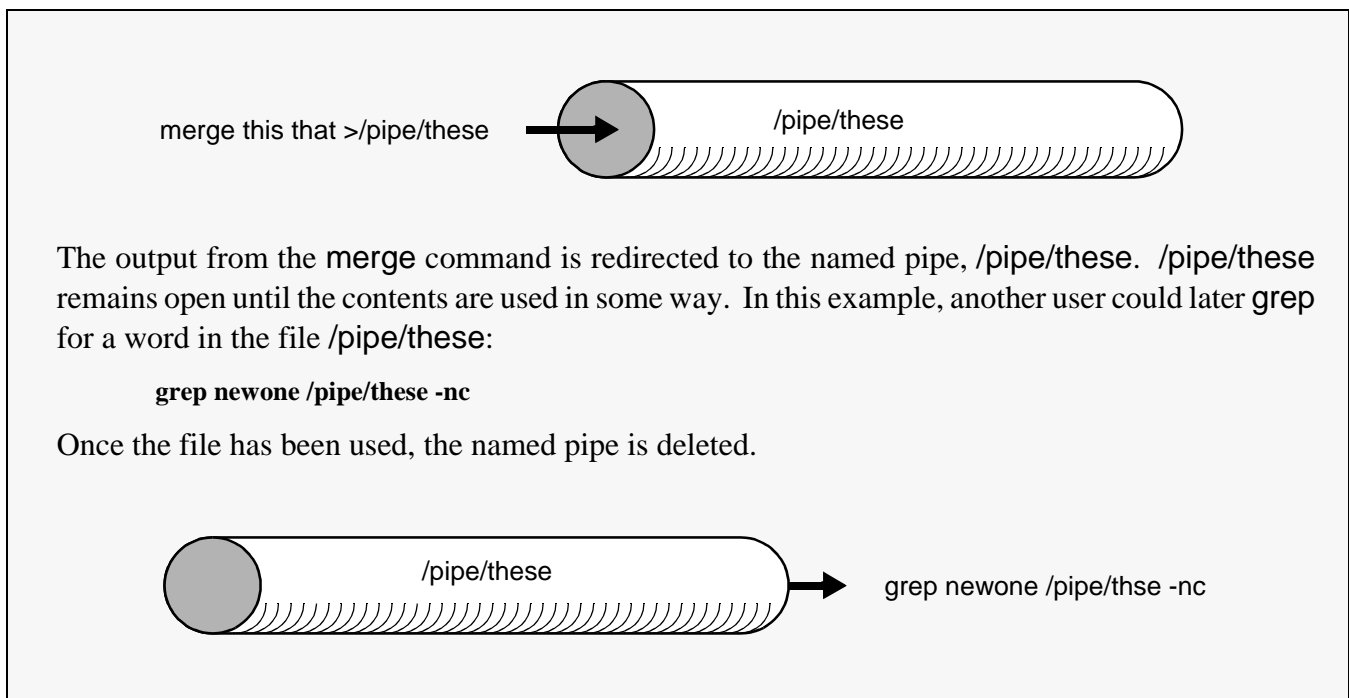 merge this that >/pipe/these
/pipe/these
The output from the merge command is redirected to the named pipe, /pipe/these. /pipe/these
remains open until the contents are used in some way. In this example, another user could later grep
for a word in the file /pipe/these:
grep newone /pipe/these -nc
Once the file has been used, the named pipe is deleted.
/pipe/these
grep newone /pipe/thse -nc